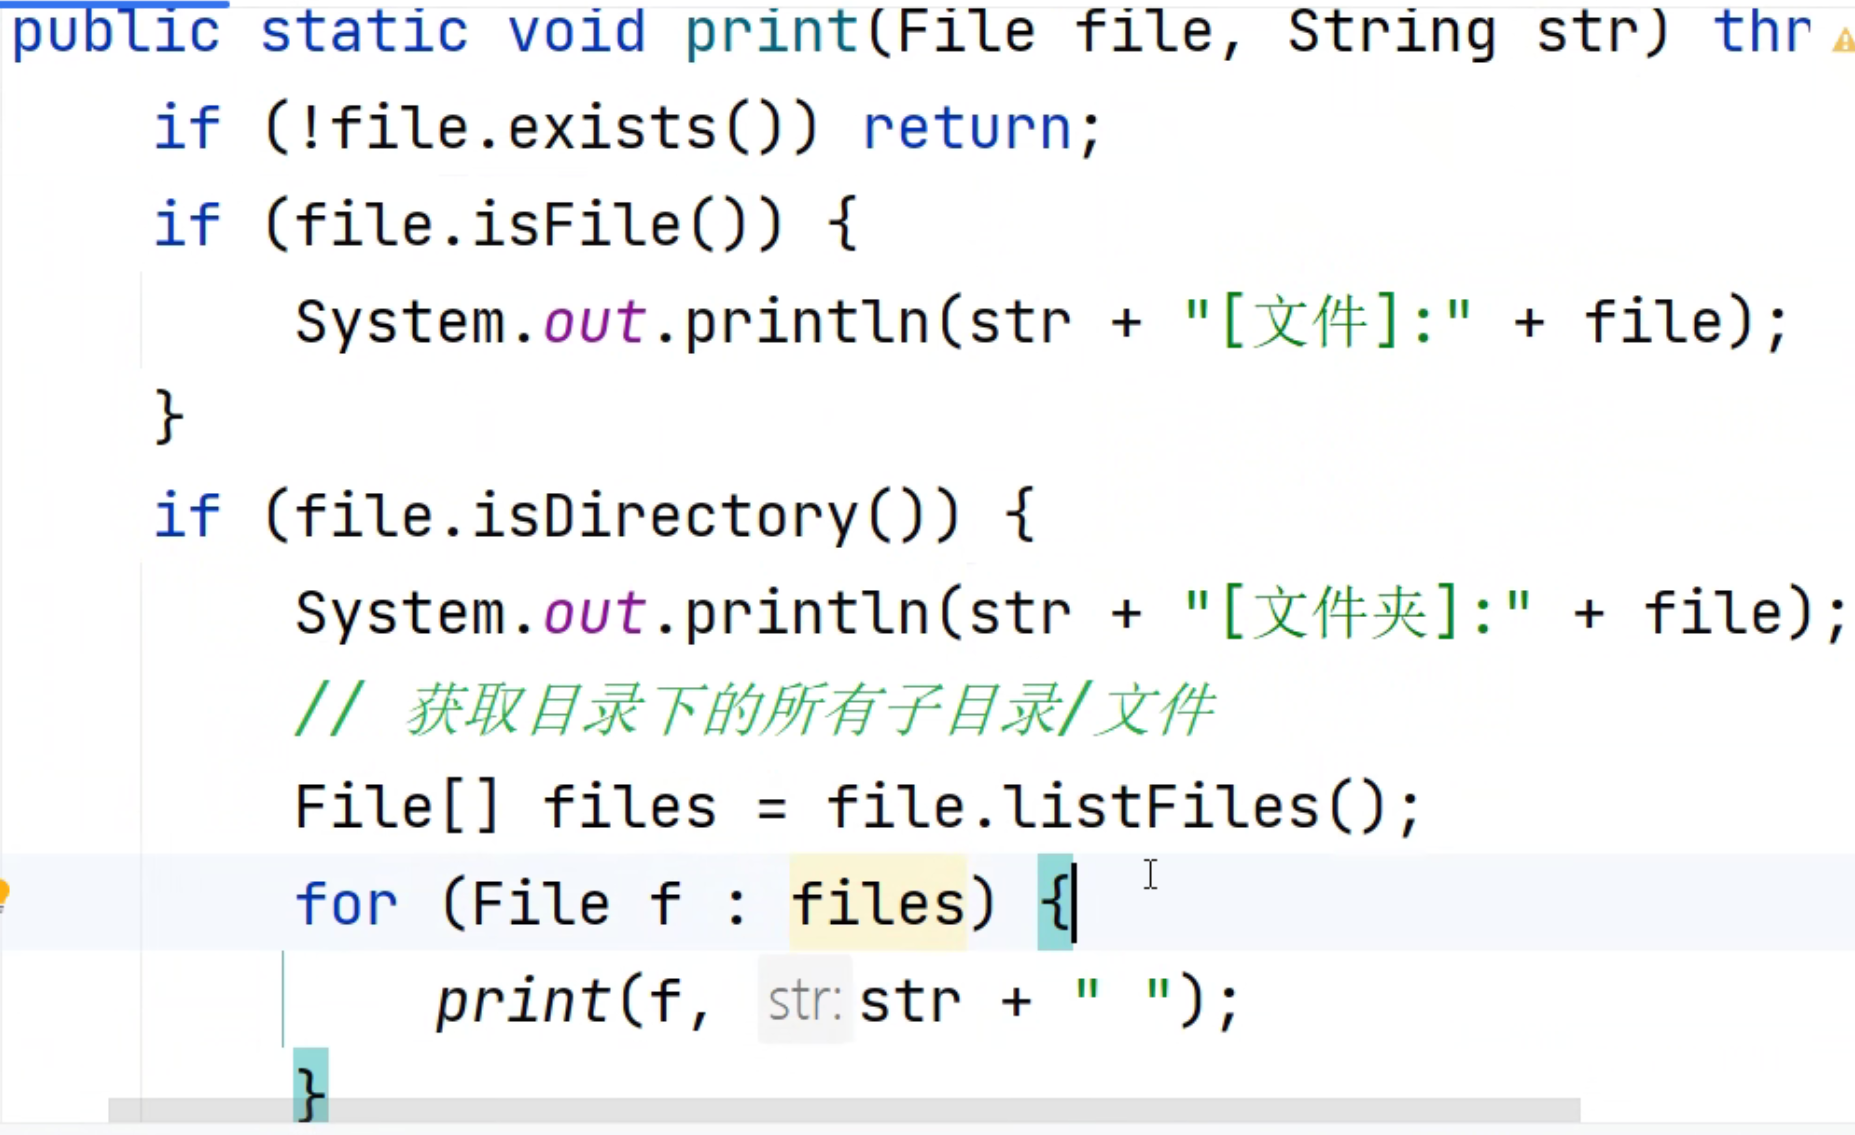 public static void print(File file, String str) thr
if (!file.exists()) return;
if (file.isFile()) {
System.out.println(str + "[文件]:" + file);
}
if (file.isDirectory()) {
System.out.println(str + "[文件夹]:" + file);
// 获取目录下的所有子目录/文件
File[] files = file.listFiles();
for (File f : files) {
print(f, str: str + " ");
}